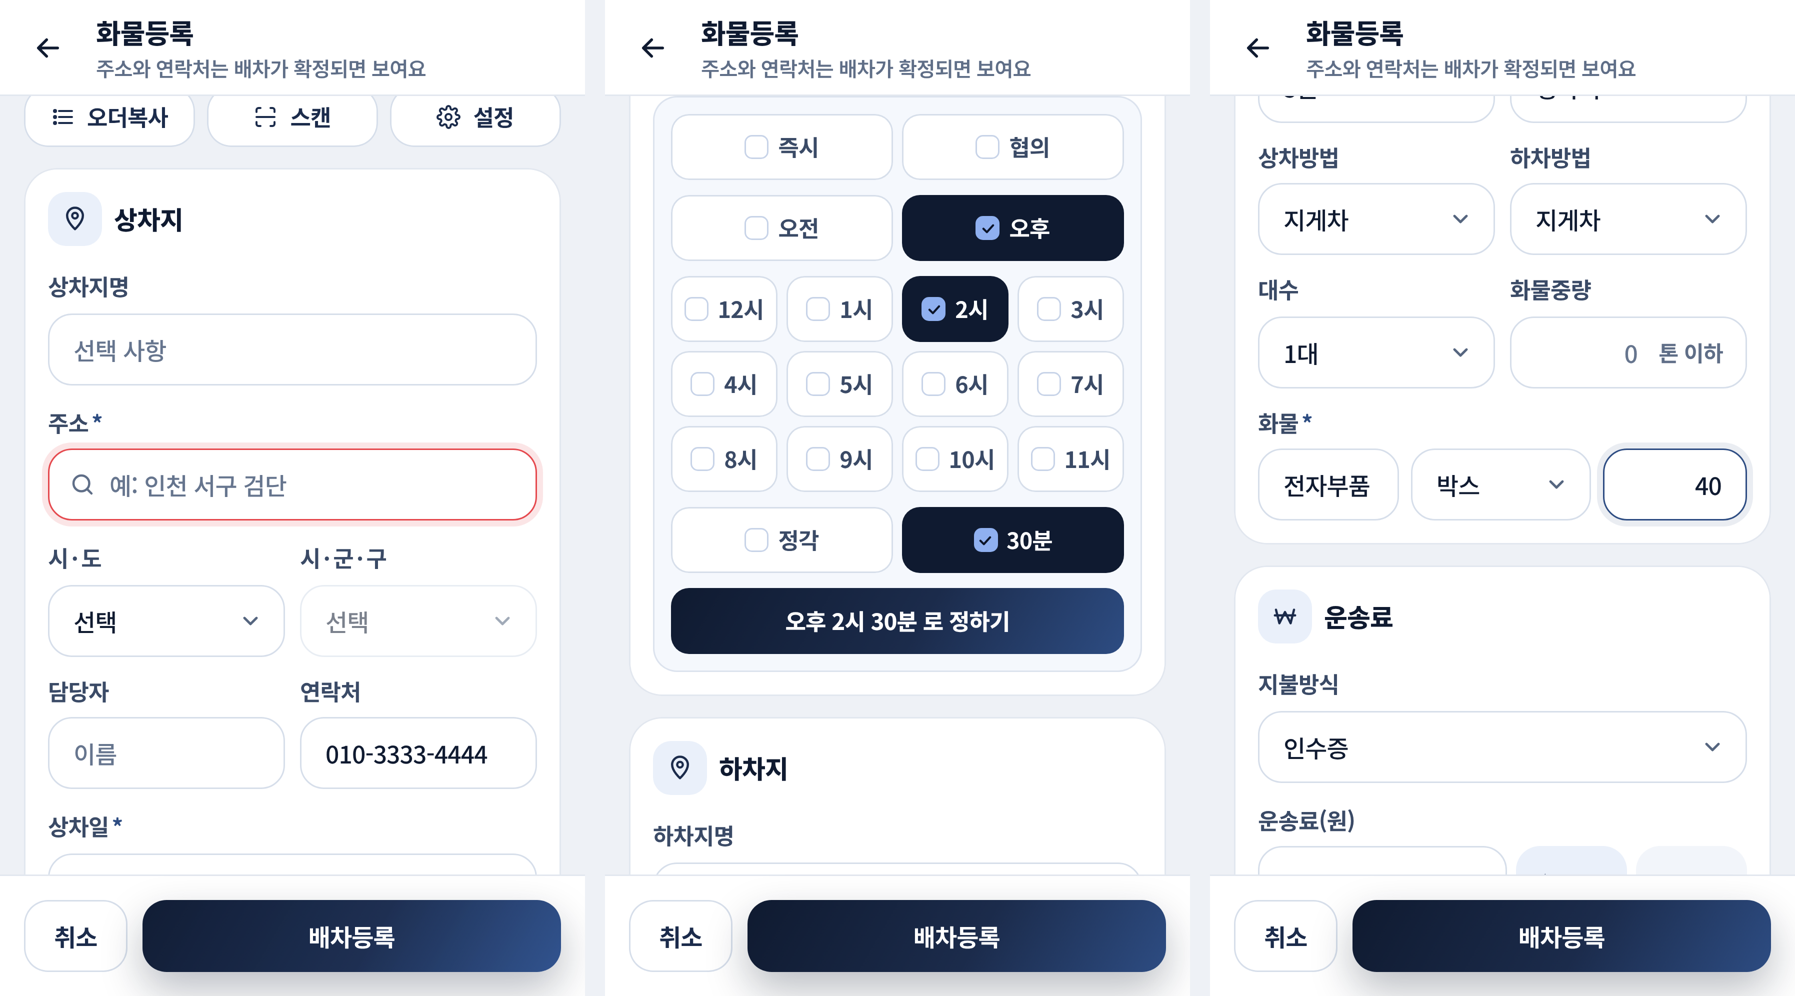 화물등록
주소와 연락처는 배차가 확정되면 보여요
오더복사
스캔
설정
상차지
상차지명
선택 사항
주소*
예: 인천 서구 검단
시·도
시·군·구
선택
선택
담당자
연락처
이름
010-3333-4444
상차일*
취소
배차등록
화물등록
주소와 연락처는 배차가 확정되면 보여요
즉시
협의
오전
오후
12시
1시
2시
3시
4시
5시
6시
7시
8시
9시
10시
11시
정각
30분
오후 2시 30분 로 정하기
하차지
하차지명
취소
배차등록
화물등록
주소와 연락처는 배차가 확정되면 보여요
상차방법
하차방법
지게차
지게차
대수
화물중량
1대
0 톤 이하
화물*
전자부품
박스
40
₩ 운송료
지불방식
인수증
운송료(원)
취소
배차등록